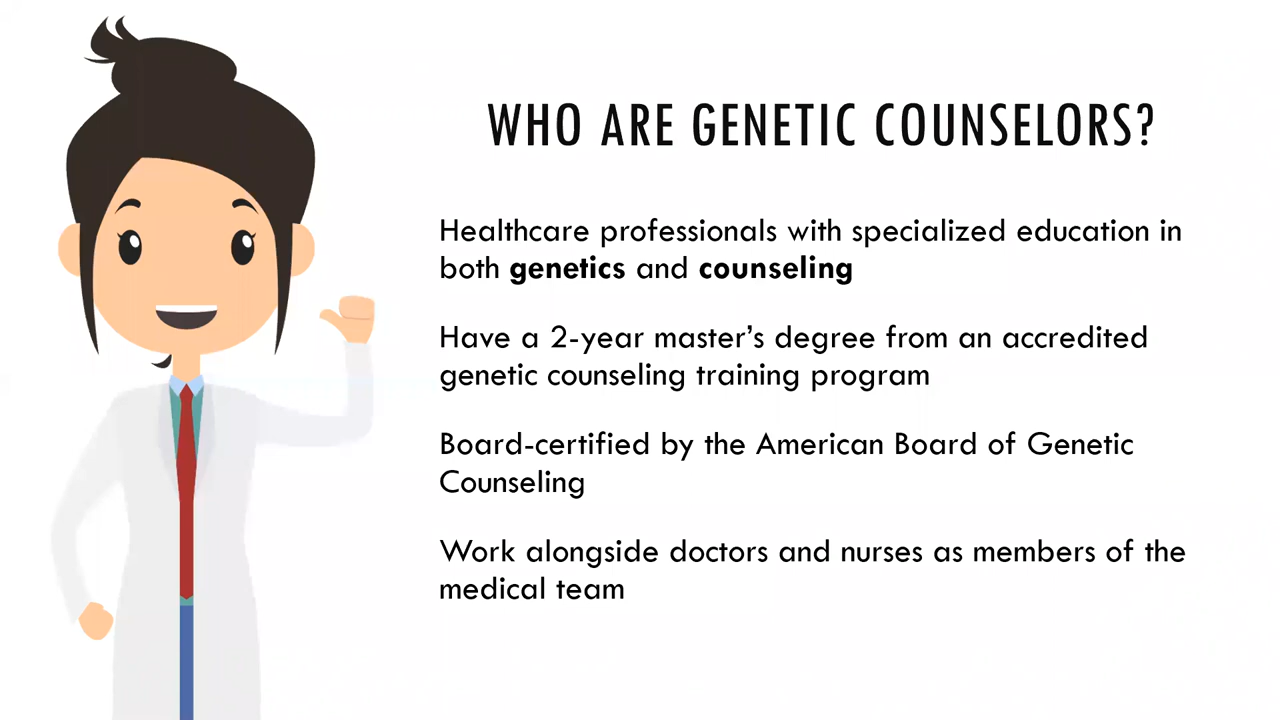 WHO ARE GENETIC COUNSELORS?
Healthcare professionals with specialized education in
both genetics and counseling
Have a 2-year master’s degree from an accredited
genetic counseling training program
Board-certified by the American Board of Genetic
Counseling
Work alongside doctors and nurses as members of the
medical team